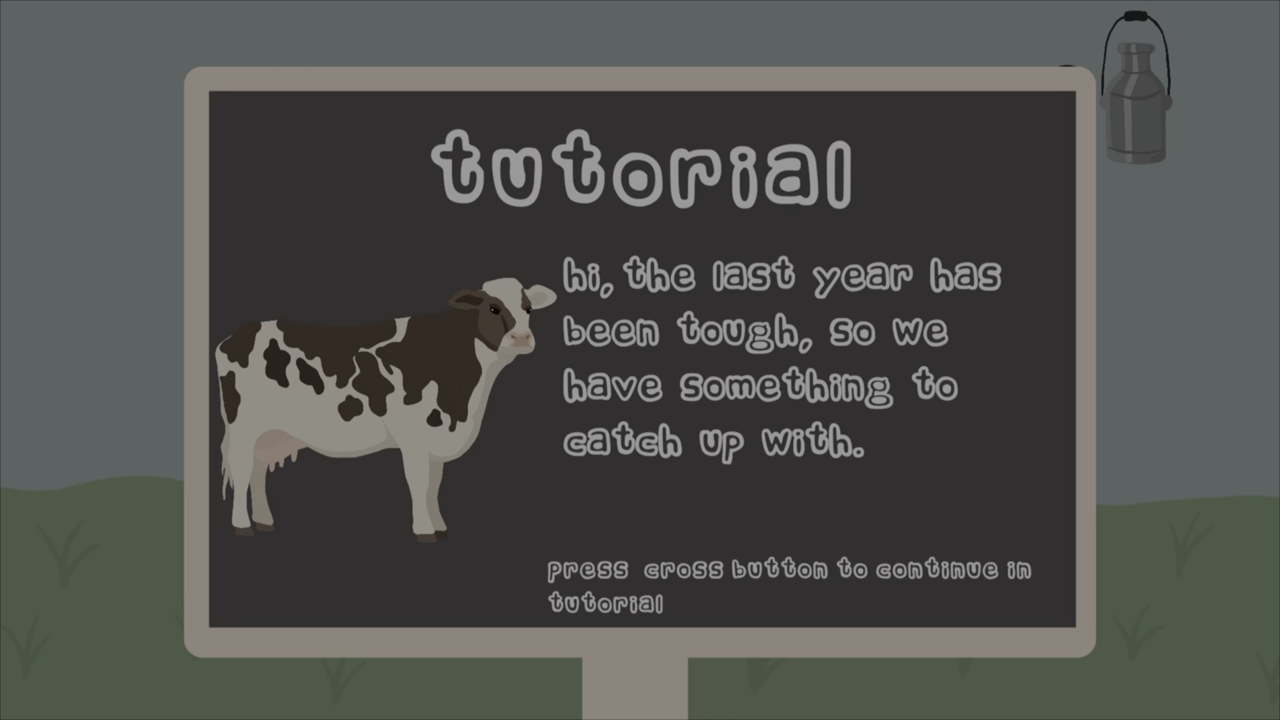 tutorial
hi, the last year has
been tough, so we
have something to
catch up with.
press cross button to continue in
tutorial